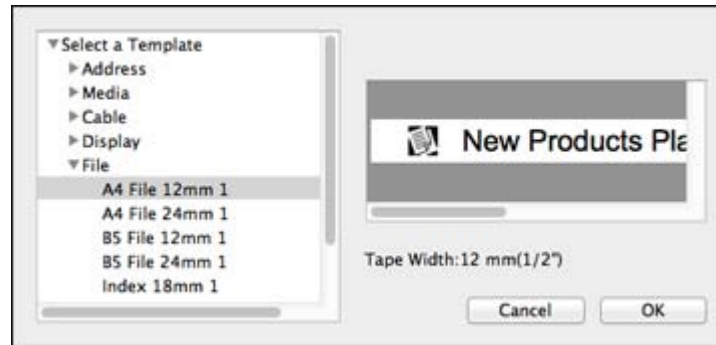 Select a Template
Address
Media
Cable
Display
File
A4 File 12mm 1
A4 File 24mm 1
B5 File 12mm 1
B5 File 24mm 1
Index 18mm 1
New Products Pla
Tape Width:12 mm(1/2")
Cancel
OK